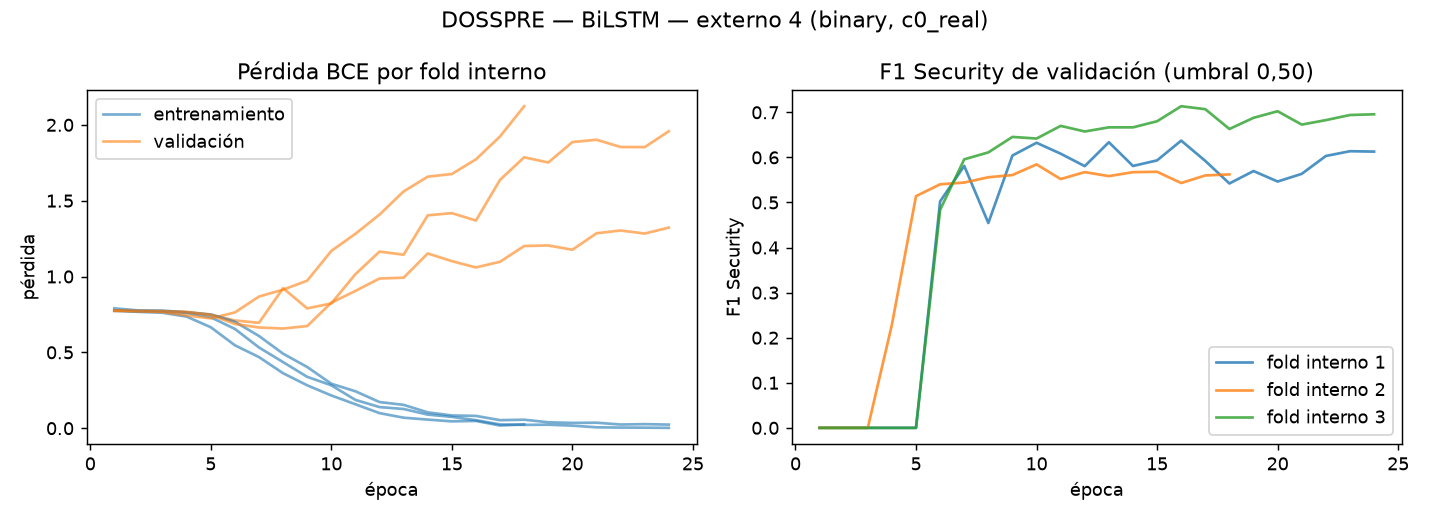 DOSSPRE — BiLSTM — externo 4 (binary, c0_real)
Pérdida BCE por fold interno
entrenamiento
validación
2.0
1.5
1.0
0.5
0.0
pérdida
0
5
10
15
20
25
época
F1 Security de validación (umbral 0,50)
0.7
0.6
0.5
0.4
0.3
0.2
0.1
0.0
F1 Security
fold interno 1
fold interno 2
fold interno 3
0
5
10
15
20
25
época